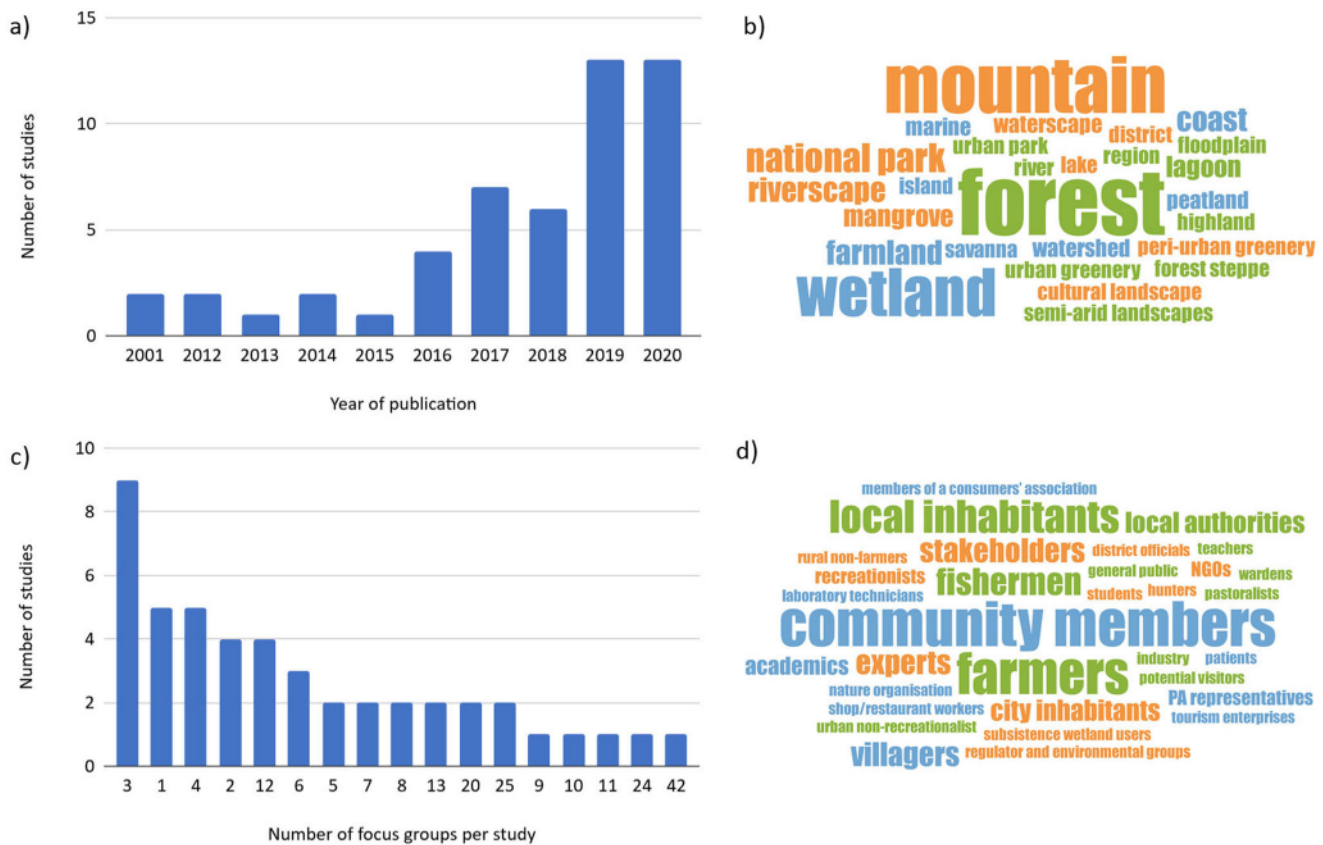 a)
Number of studies
15
10
5
0
2001 2012 2013 2014 2015 2016 2017 2018 2019 2020
Year of publication
b)
mountain
marine waterscape district coast
national park urban park river lake region floodplain lagoon
riverscape island forest peatland
mangrove highland
farmland savanna watershed peri-urban greenery
wetland urban greenery forest steppe
cultural landscape
semi-arid landscapes
c)
Number of studies
10
8
6
4
2
0
3 1 4 2 12 6 5 7 8 13 20 25 9 10 11 24 42
Number of focus groups per study
d)
members of a consumers' association
local inhabitants local authorities
rural non-farmers stakeholders district officials teachers
recreationists fishermen general public NGOs wardens
laboratory technicians students hunters pastoralists
community members
academics experts farmers industry patients
potential visitors
nature organisation PA representatives
shop/restaurant workers city inhabitants tourism enterprises
urban non-recreationalist subsistence wetland users
villagers regulator and environmental groups